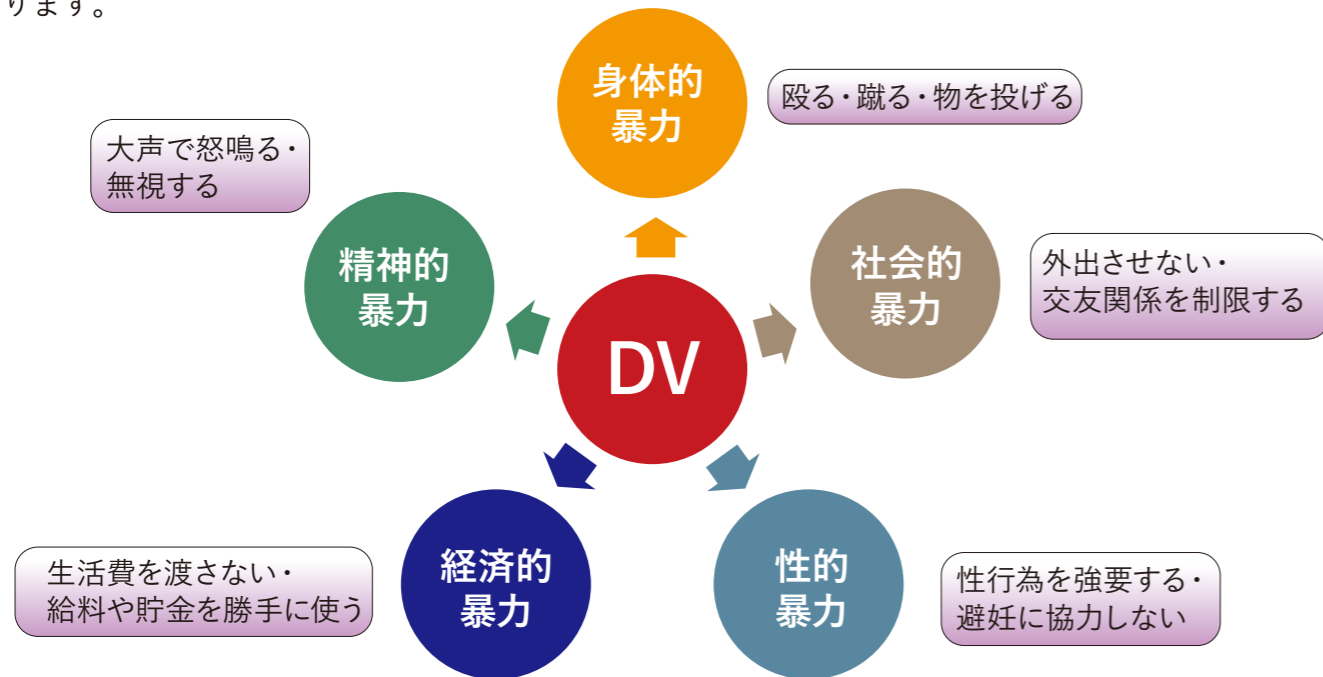 ります。
身体的
暴力
殴る・蹴る・物を投げる
大声で怒鳴る・
無視する
精神的
暴力
社会的
暴力
外出させない・
交友関係を制限する
DV
経済的
暴力
生活費を渡さない・
給料や貯金を勝手に使う
性的
暴力
性行為を強要する・
避妊に協力しない